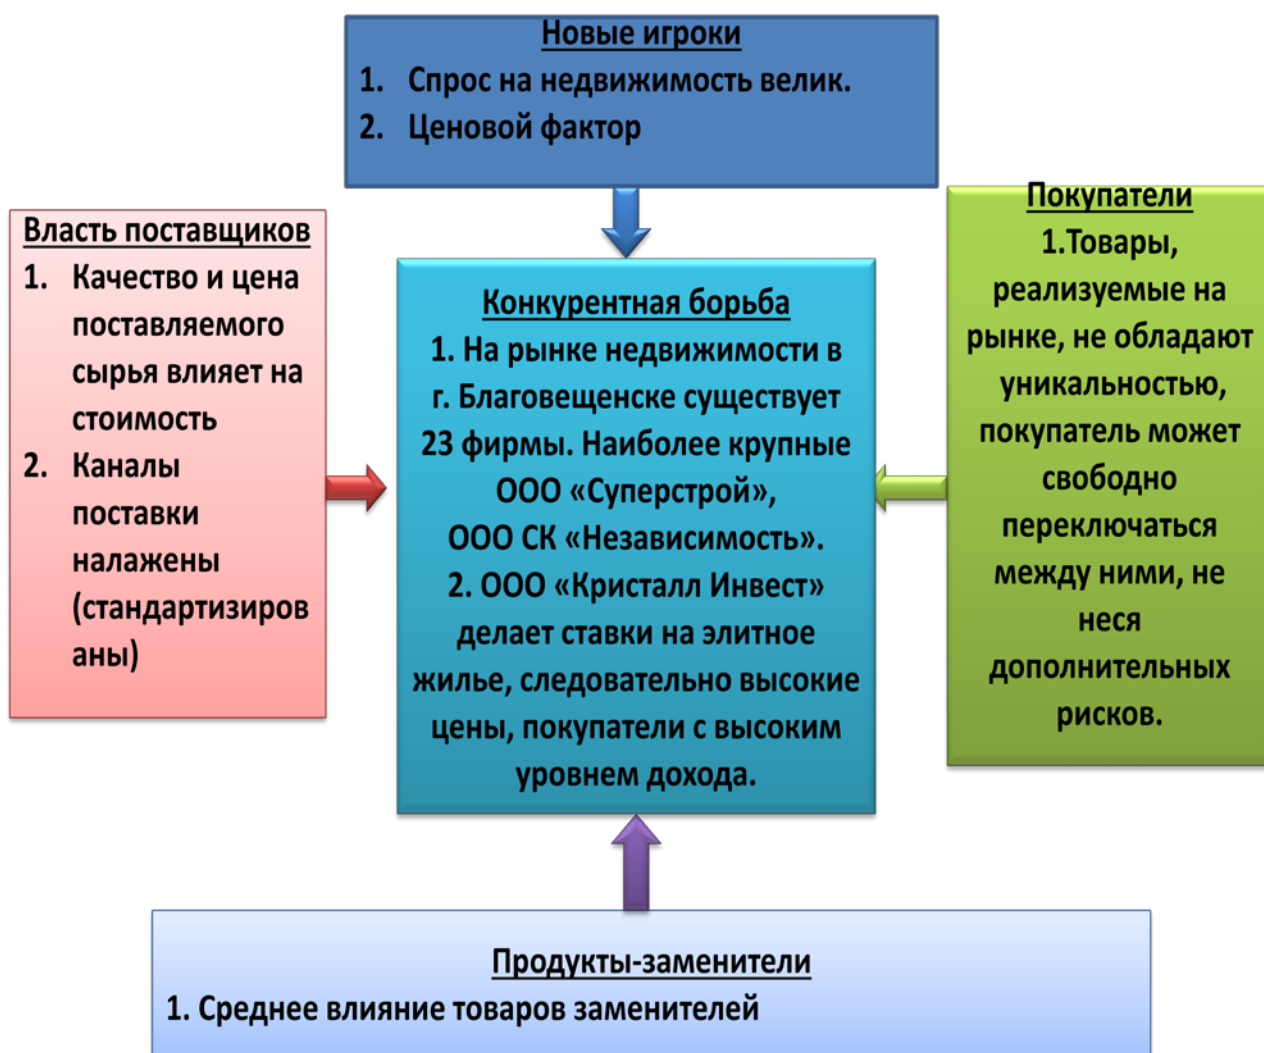 Новые игроки
1. Спрос на недвижимость велик.
2. Ценовой фактор
Власть поставщиков
1. Качество и цена
поставляемого
сырья влияет на
стоимость
2. Каналы
поставки
налажены
(стандартизиров
аны)
Конкурентная борьба
1. На рынке недвижимости в
г. Благовещенске существует
23 фирмы. Наиболее крупные
ООО «Суперстрой»,
ООО СК «Независимость».
2. ООО «Кристалл Инвест»
делает ставки на элитное
жилье, следовательно высокие
цены, покупатели с высоким
уровнем дохода.
Покупатели
1.Товары,
реализуемые на
рынке, не обладают
уникальностью,
покупатель может
свободно
переключаться
между ними, не
неся
дополнительных
рисков.
Продукты-заменители
1. Среднее влияние товаров заменителей